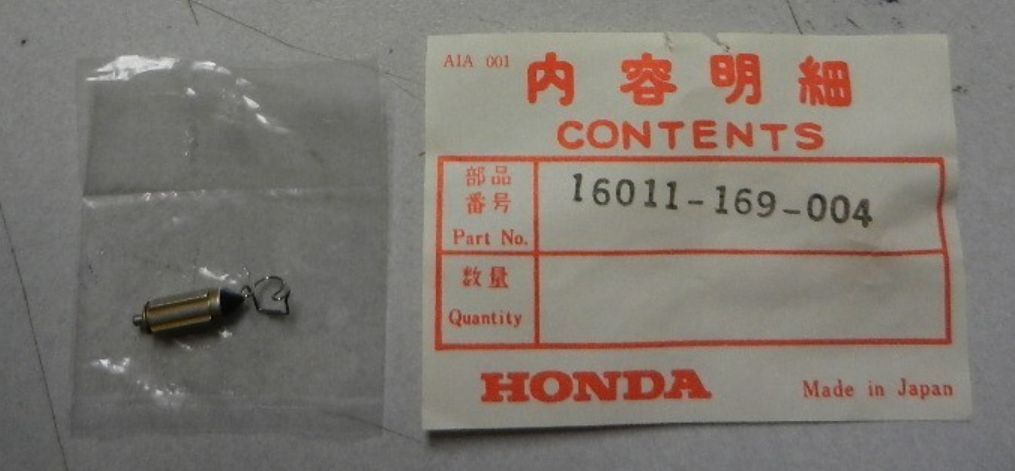 AIA 001
内容明細
CONTENTS
部品
番号
Part No.
16011-169-004
数量
Quantity
HONDA
Made in Japan